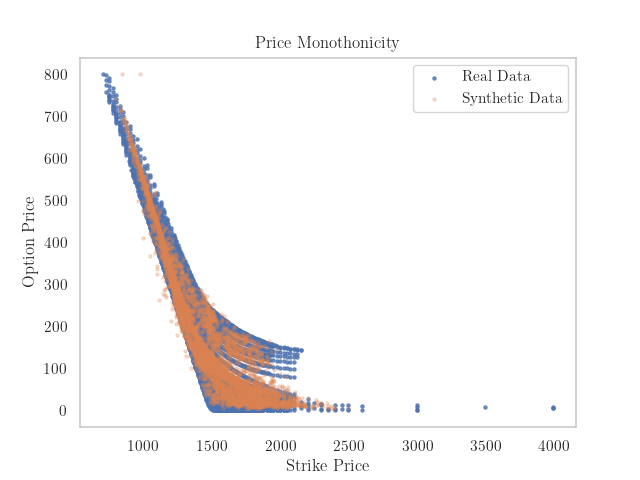 Price Monothonicity
Real Data
Synthetic Data
800
700
600
500
400
300
200
100
0
Option Price
1000 1500 2000 2500 3000 3500 4000
Strike Price